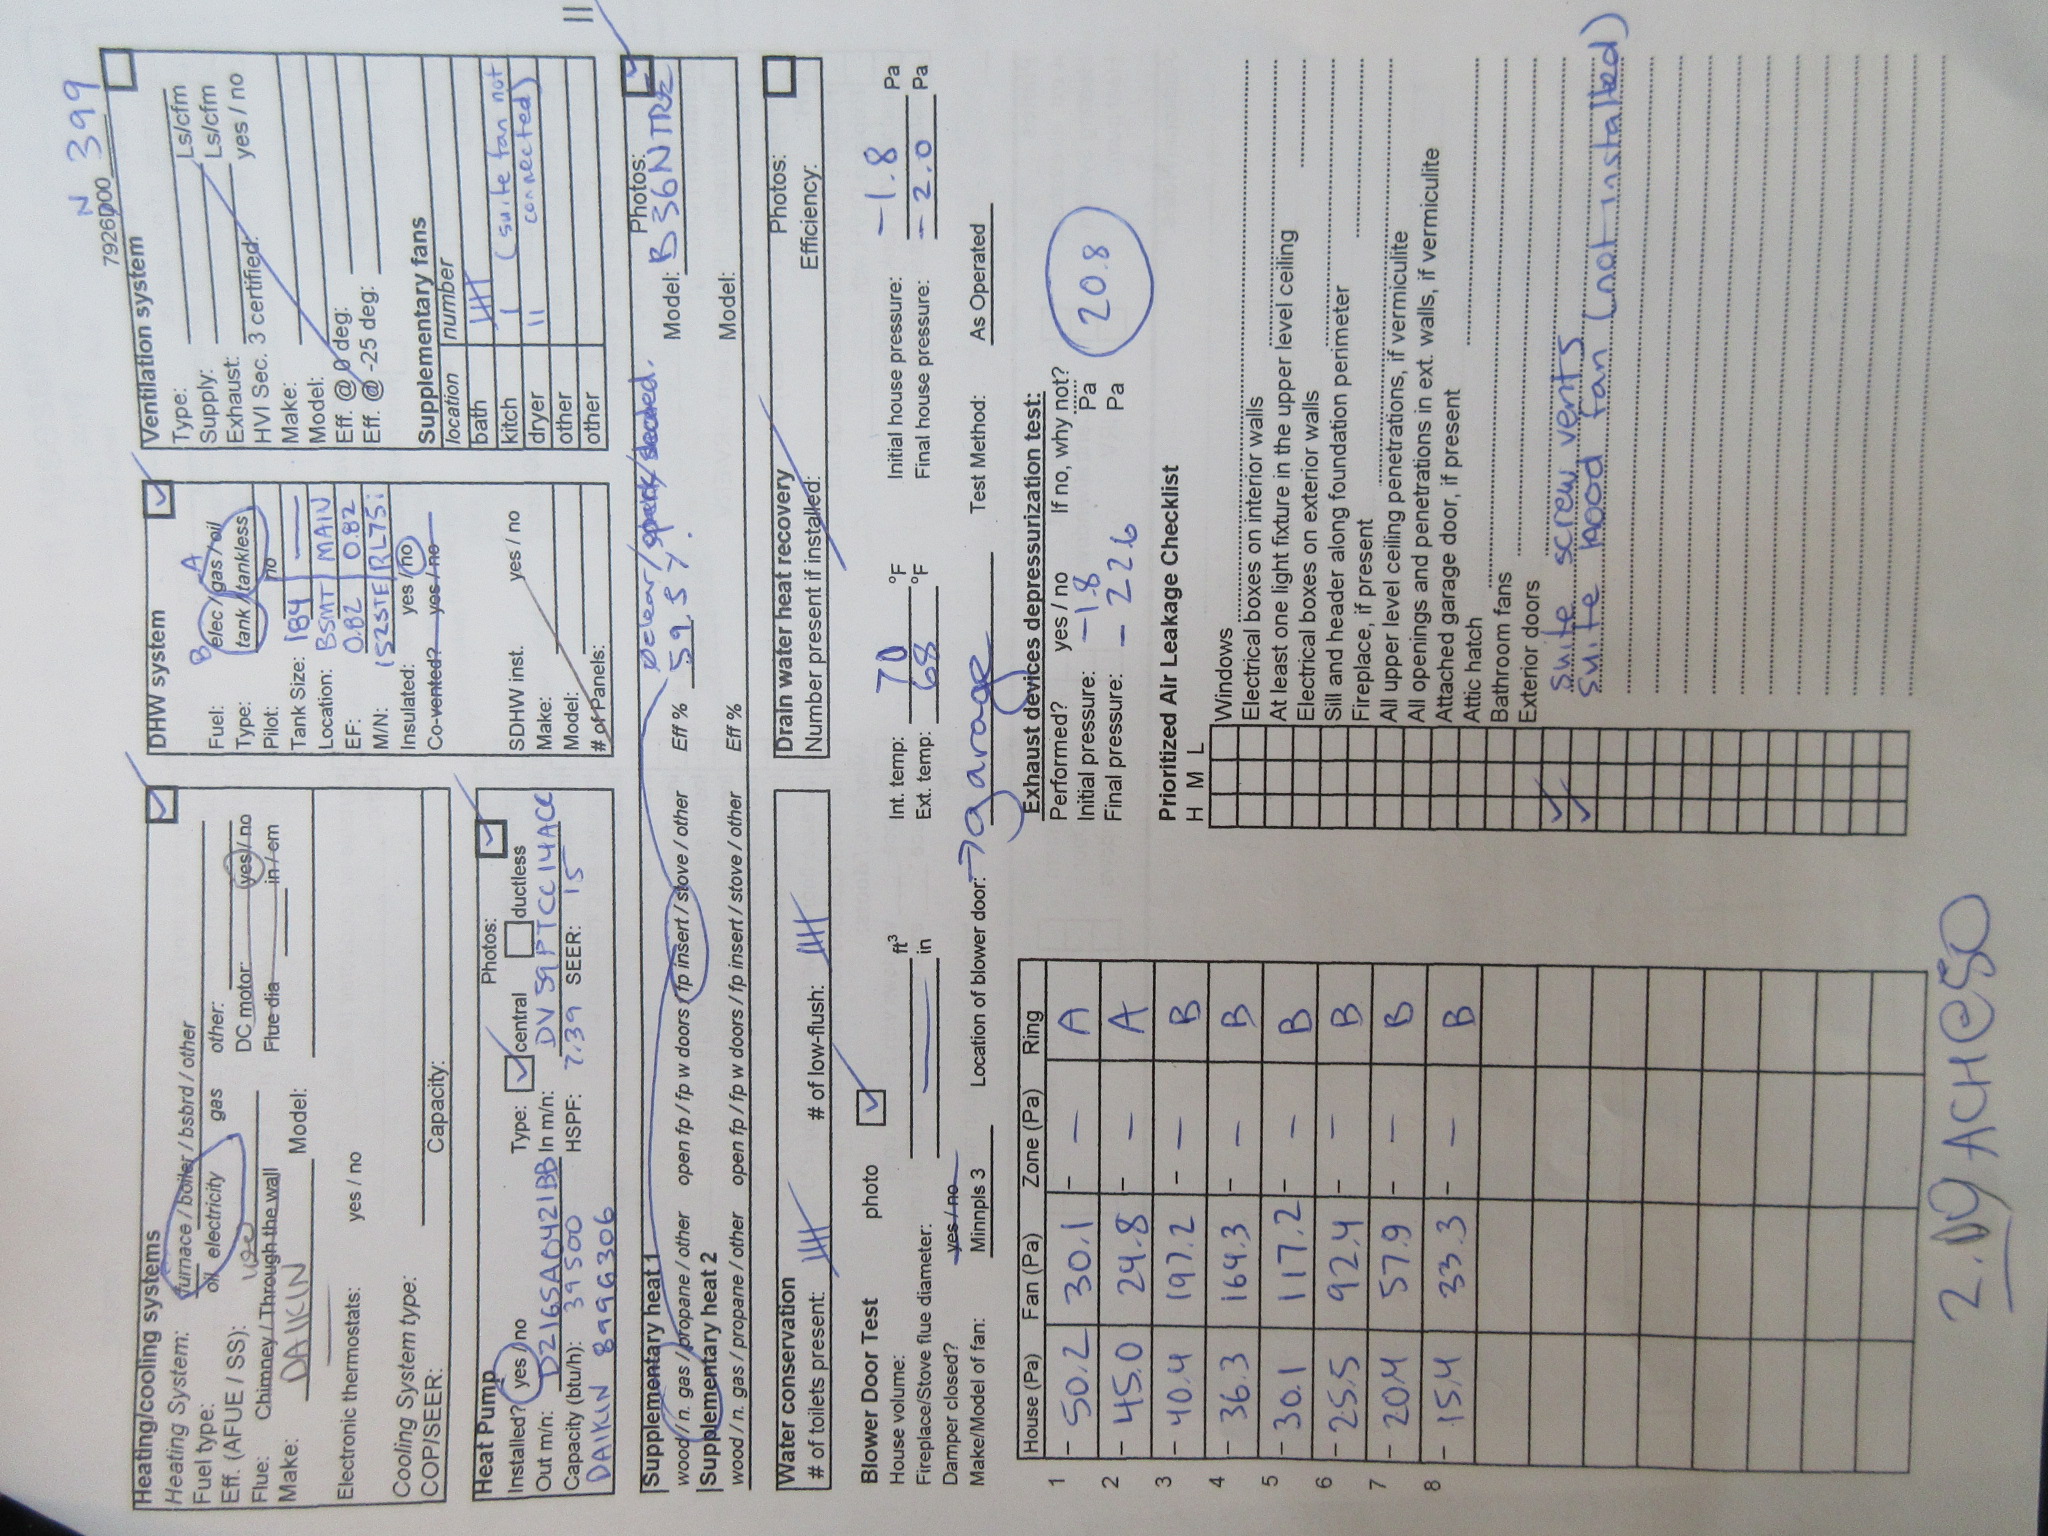 N 399
7926D00
Heating/cooling systems
Heating System: furnace / boiler / bsbrd / other
Fuel type: oil electricity gas other:
Eff. (AFUE / SS): DC motor: yes / no
Flue: Chimney / Through the wall Flue dia in / cm
Make: DAIKIN Model:
Electronic thermostats: yes / no
Cooling System type:
COP/SEER: Capacity:
DHW system
B A
Fuel: elec / gas / oil
Type: tank / tankless
Pilot: no
Tank Size: 184 —
Location: BSMT / MAIN
EF: 0.82 0.82
M/N: 152STE/RL75i
Insulated: yes / no
Co-vented? yes / no
SDHW inst. yes / no
Make:
Model:
# of Panels:
Ventilation system
Type: Ls/cfm
Supply: Ls/cfm
Exhaust:
HVI Sec. 3 certified: yes / no
Make:
Model:
Eff. @ 0 deg:
Eff. @ -25 deg:
Supplementary fans
location number
bath 卌
kitch I (suite fan not
dryer II connected)
other
other
Heat Pump Photos:
Installed? yes / no Type: central ductless
Out m/n: DZ16SA0421BB In m/n: DV59PTCC14AC
Capacity (btu/h): 39500 HSPF: 7.39 SEER: 15
DAIKIN 8996306
Supplementary heat 1 Photos:
wood / n. gas / propane / other open fp / fp w doors / fp insert / stove / other Eff % 59.54. Model: B36NTRE
Supplementary heat 2
wood / n. gas / propane / other open fp / fp w doors / fp insert / stove / other Eff % Model:
Water conservation
# of toilets present: 卌 # of low-flush: 卌
Drain water heat recovery Photos:
Number present if installed: Efficiency:
Blower Door Test photo
House volume: ft³
Fireplace/Stove flue diameter: in
Damper closed? yes / no
Make/Model of fan: Minnpls 3 Location of blower door: → garage Test Method: As Operated
Int. temp: 70 °F Initial house pressure: -1.8 Pa
Ext. temp: 68 °F Final house pressure: -2.0 Pa
House (Pa) Fan (Pa) Zone (Pa) Ring
1 - 50.2 30.1 - — A
2 - 45.0 24.8 - — A
3 - 40.4 197.2 - — B
4 - 36.3 164.3 - — B
5 - 30.1 117.2 - — B
6 - 25.5 92.4 - — B
7 - 20.4 57.9 - — B
8 - 15.4 33.3 - — B
2.09 ACH@50
Exhaust devices depressurization test:
Performed? yes / no If no, why not?
Initial pressure: -1.8 Pa
Final pressure: - 22.6 Pa
20.8
Prioritized Air Leakage Checklist
H M L
Windows
Electrical boxes on interior walls
At least one light fixture in the upper level ceiling
Electrical boxes on exterior walls
Sill and header along foundation perimeter
Fireplace, if present
All upper level ceiling penetrations, if vermiculite
All openings and penetrations in ext. walls, if vermiculite
Attached garage door, if present
Attic hatch
Bathroom fans
Exterior doors
suite screw vents
suite hood fan (not installed)